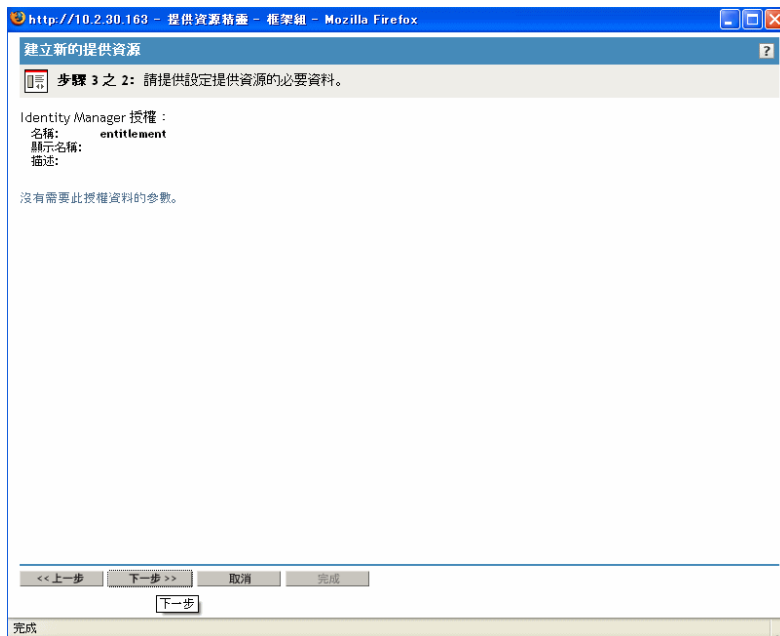 http://10.2.30.163 - 提供資源精靈 - 框架組 - Mozilla Firefox
建立新的提供資源
?
步驟 3 之 2: 請提供設定提供資源的必要資料。
Identity Manager 授權：
名稱: entitlement
顯示名稱:
描述:
沒有需要此授權資料的參數。
<< 上一步 下一步 >> 取消 完成
下一步
完成